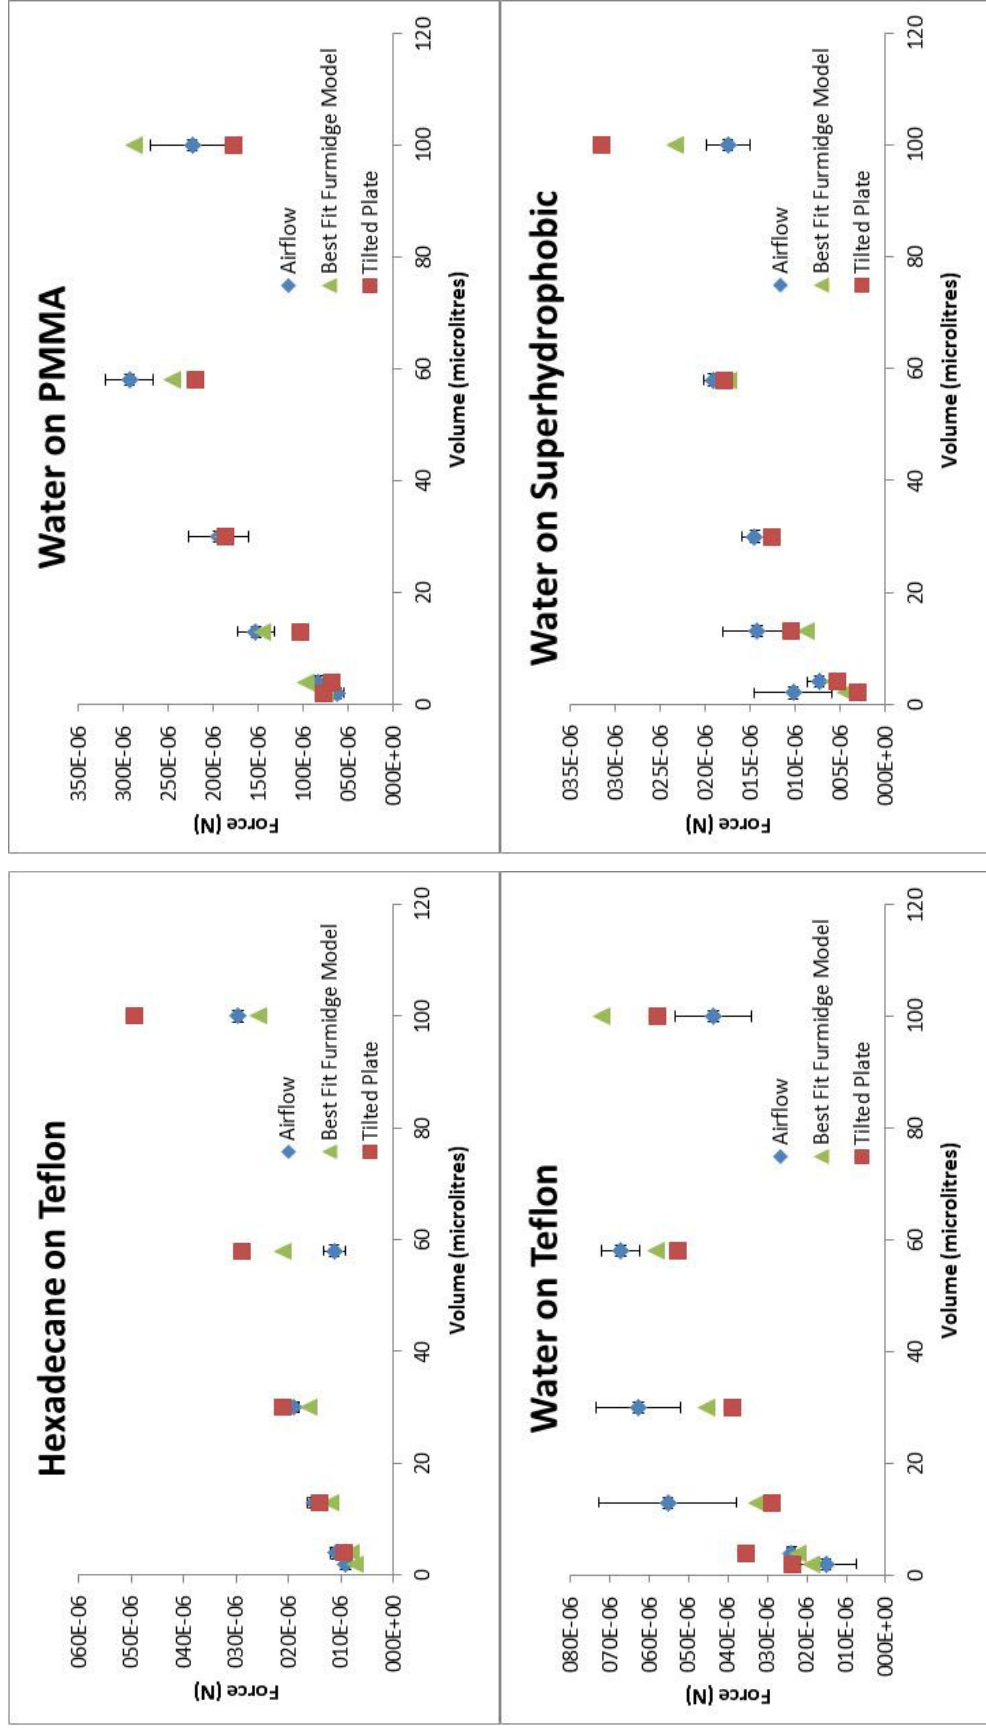 Hexadecane on Teflon
060E-06
050E-06
040E-06
030E-06
020E-06
010E-06
000E+00
Force (N)
0 20 40 60 80 100 120
Volume (microlitres)
Airflow
Best Fit Furmidge Model
Tilted Plate
Water on PMMA
350E-06
300E-06
250E-06
200E-06
150E-06
100E-06
050E-06
000E+00
Force (N)
0 20 40 60 80 100 120
Volume (microlitres)
Airflow
Best Fit Furmidge Model
Tilted Plate
Water on Teflon
080E-06
070E-06
060E-06
050E-06
040E-06
030E-06
020E-06
010E-06
000E+00
Force (N)
0 20 40 60 80 100 120
Volume (microlitres)
Airflow
Best Fit Furmidge Model
Tilted Plate
Water on Superhydrophobic
035E-06
030E-06
025E-06
020E-06
015E-06
010E-06
005E-06
000E+00
Force (N)
0 20 40 60 80 100 120
Volume (microlitres)
Airflow
Best Fit Furmidge Model
Tilted Plate